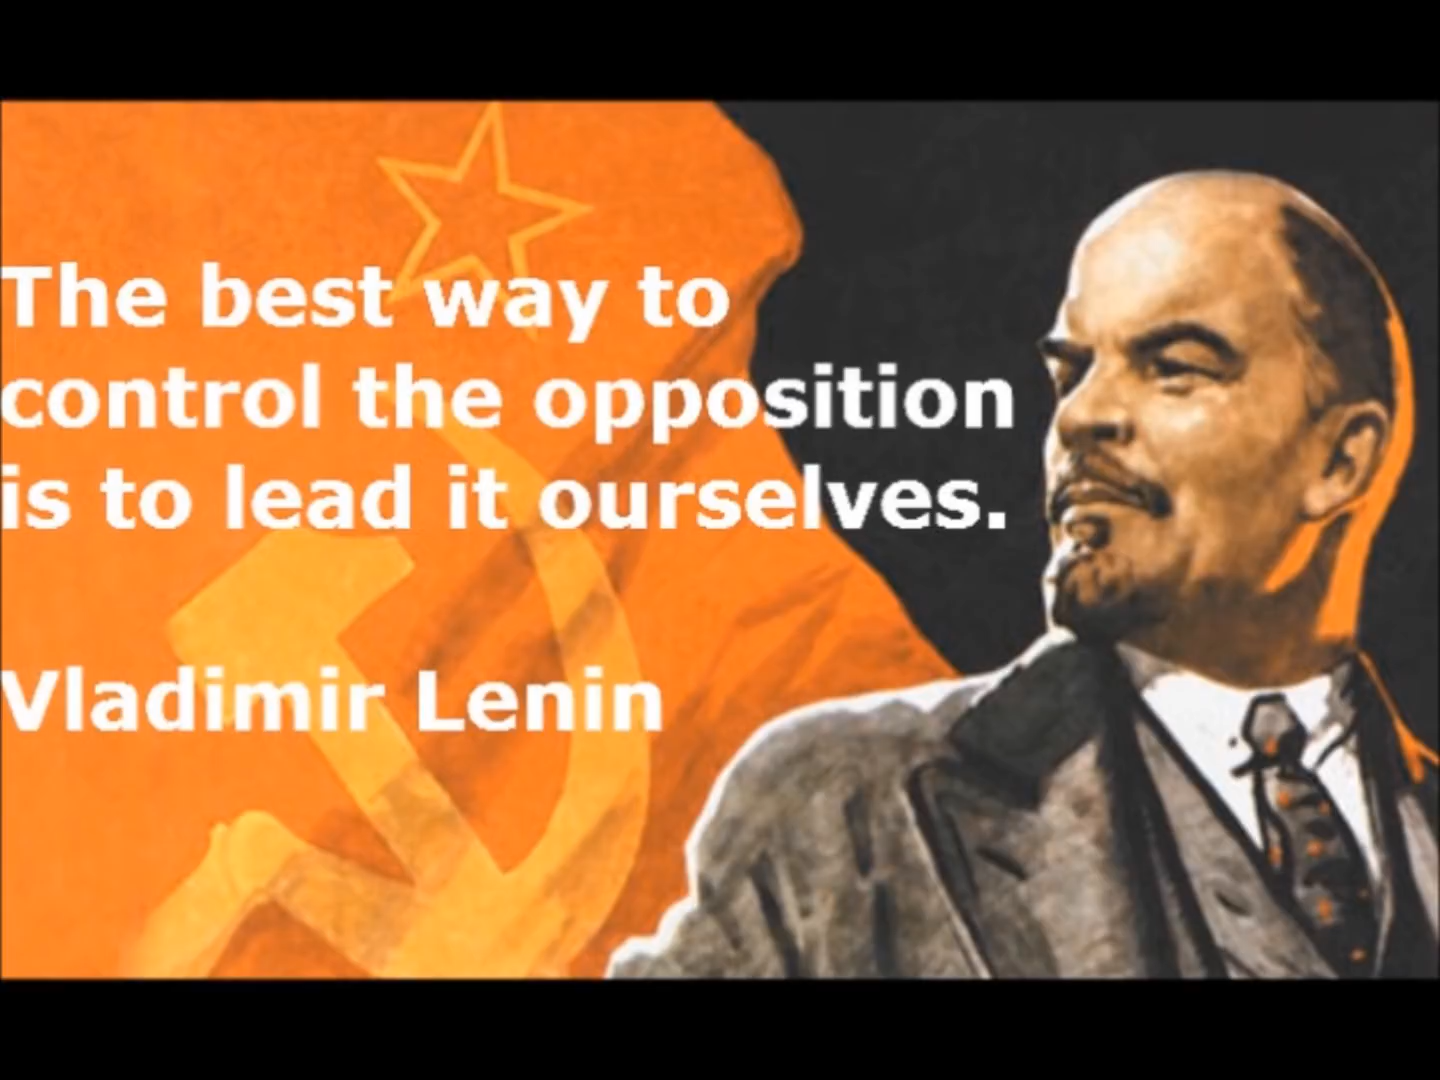 The best way to
control the opposition
is to lead it ourselves.
Vladimir Lenin